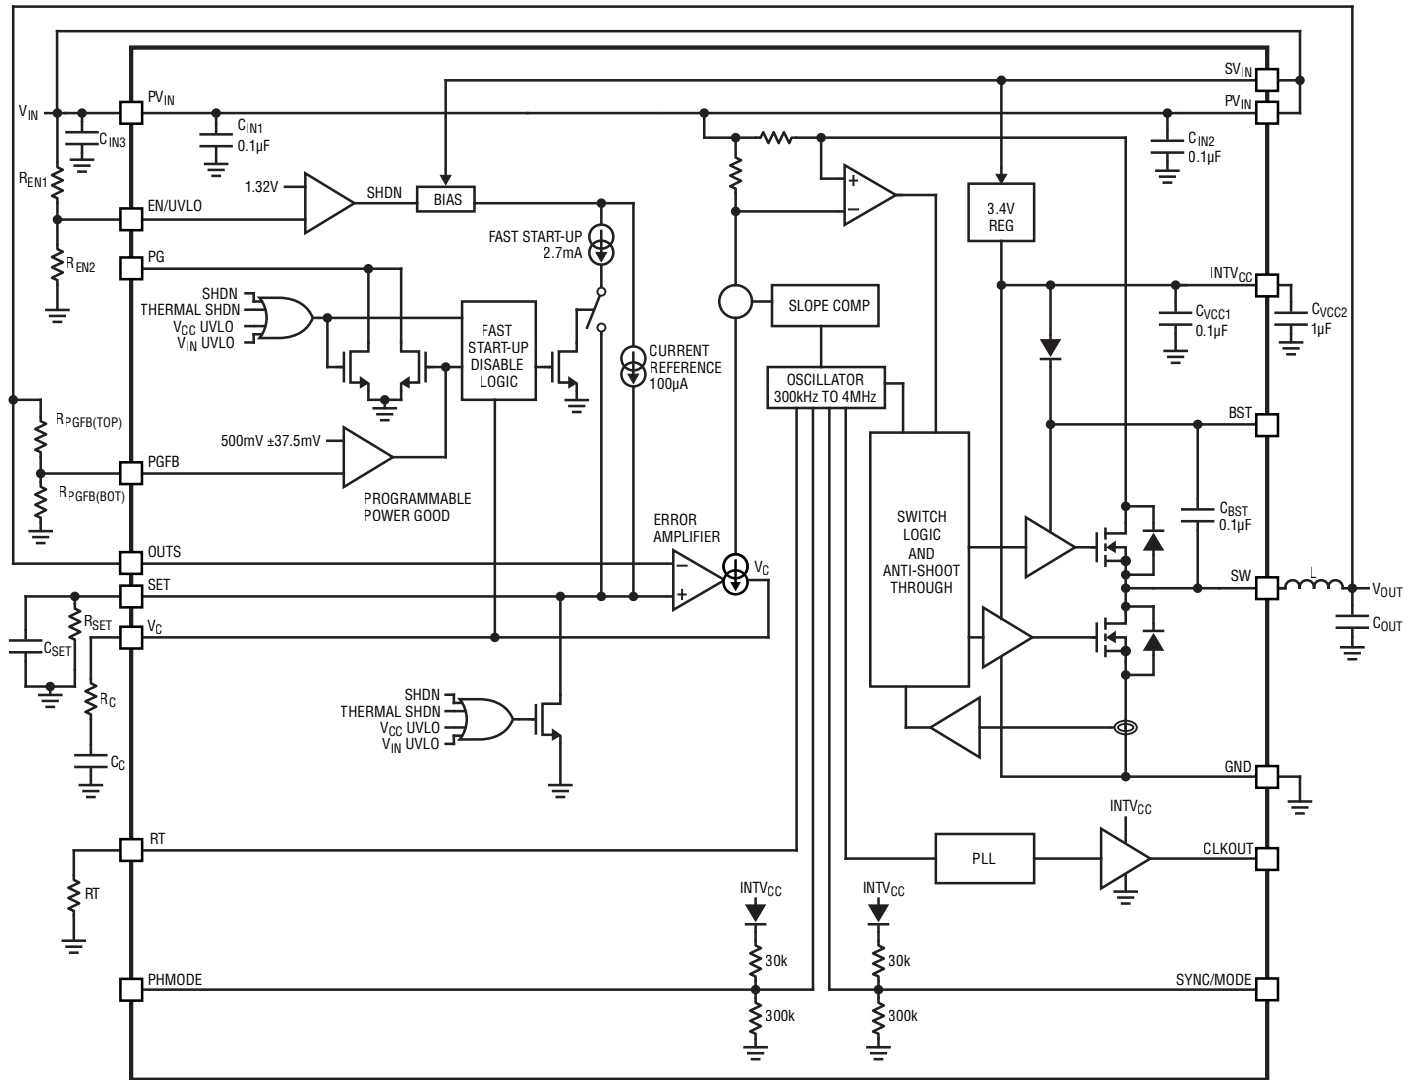 SVIN
PVIN
PVIN
VIN
CIN3
CIN1
0.1µF
CIN2
0.1µF
REN1
1.32V
SHDN
BIAS
+
−
3.4V
REG
EN/UVLO
FAST START-UP
2.7mA
REN2
PG
INTVCC
SHDN
THERMAL SHDN
VCC UVLO
VIN UVLO
SLOPE COMP
CVCC1
0.1µF
CVCC2
1µF
FAST
START-UP
DISABLE
LOGIC
CURRENT
REFERENCE
100µA
OSCILLATOR
300kHz TO 4MHz
RPGFB(TOP)
BST
500mV ±37.5mV
PGFB
RPGFB(BOT)
PROGRAMMABLE
POWER GOOD
ERROR
AMPLIFIER
SWITCH
LOGIC
AND
ANTI-SHOOT
THROUGH
CBST
0.1µF
OUTS
−
+
VC
SET
SW
L
VOUT
RSET
VC
CSET
COUT
RC
SHDN
THERMAL SHDN
VCC UVLO
VIN UVLO
CC
GND
INTVCC
RT
PLL
CLKOUT
RT
INTVCC
INTVCC
30k
30k
PHMODE
SYNC/MODE
300k
300k